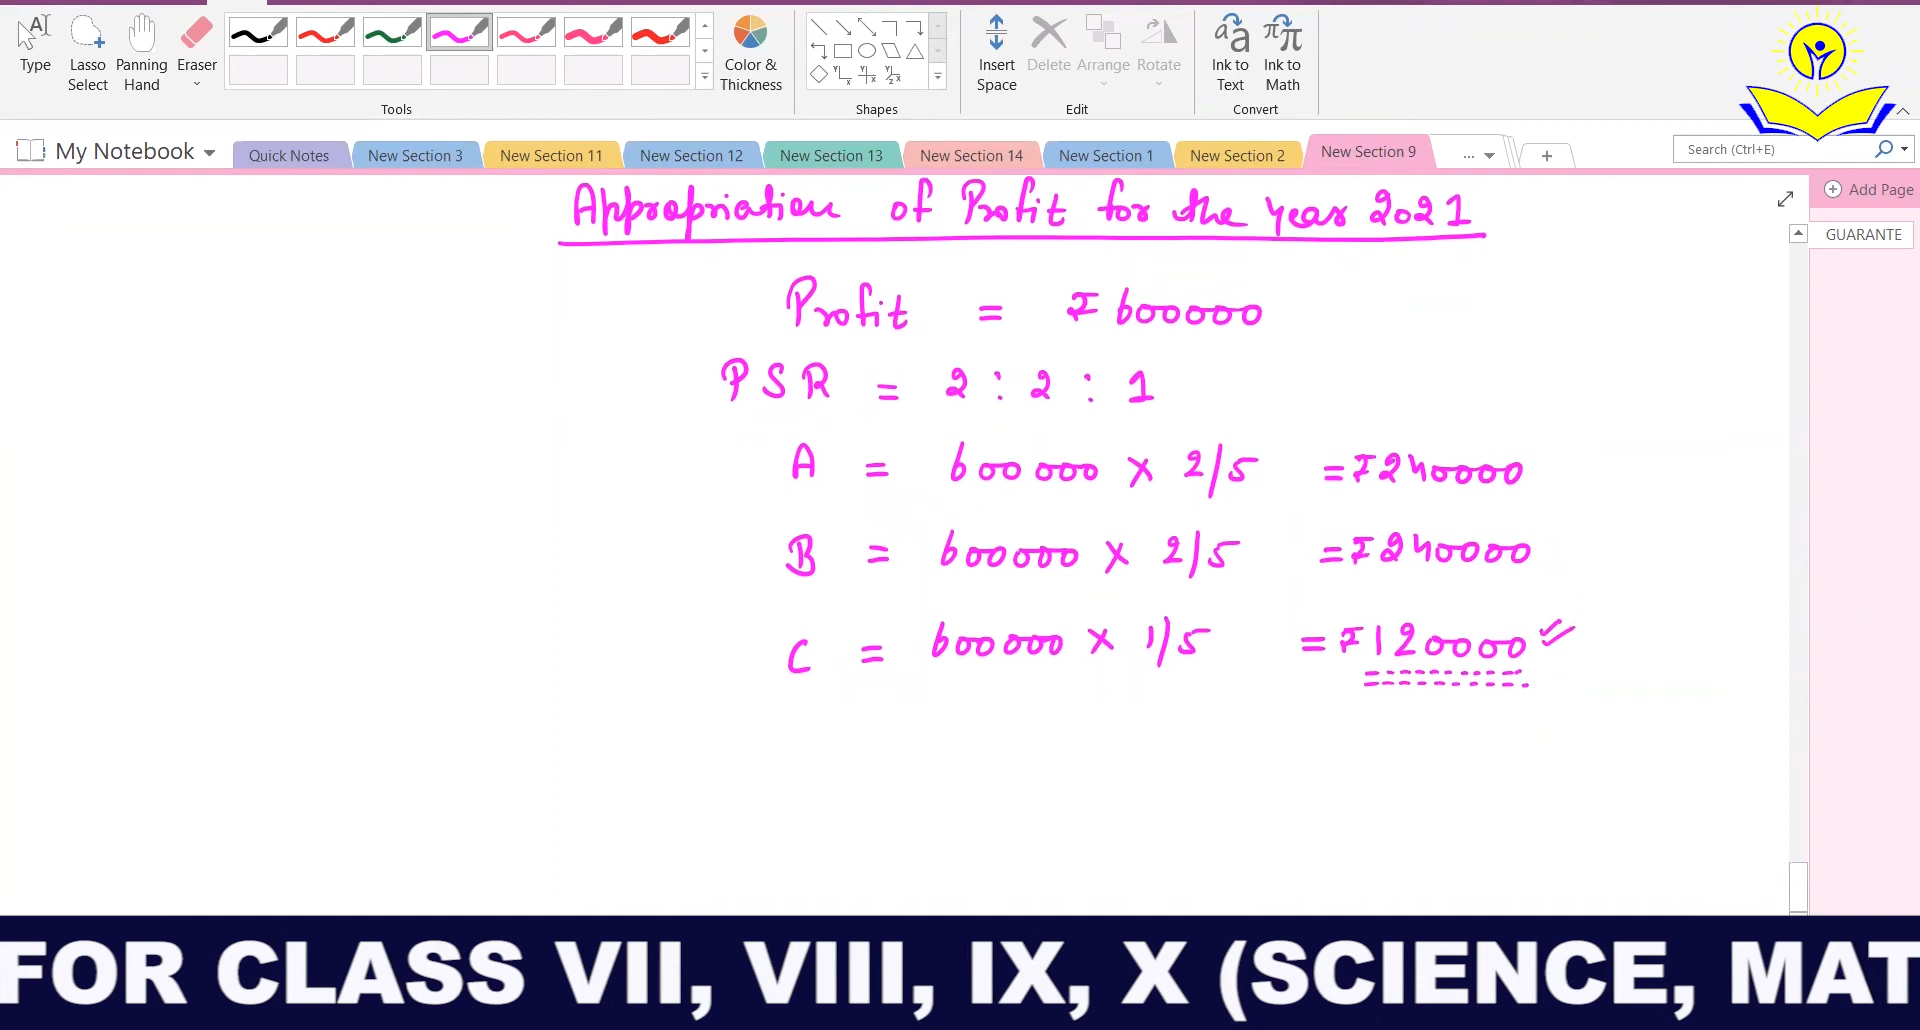 Type
Lasso Select
Panning Hand
Eraser
Color & Thickness
Insert Space
Delete
Arrange
Rotate
Ink to Text
Ink to Math
Tools
Shapes
Edit
Convert
My Notebook
Quick Notes
New Section 3
New Section 11
New Section 12
New Section 13
New Section 14
New Section 1
New Section 2
New Section 9
...
Search (Ctrl+E)
Add Page
GUARANTE
Appropriation of Profit for the year 2021
Profit = ₹ 600000
PSR = 2 : 2 : 1
A = 600000 × 2/5 = ₹240000
B = 600000 × 2/5 = ₹240000
C = 600000 × 1/5 = ₹120000
FOR CLASS VII, VIII, IX, X (SCIENCE, MAT